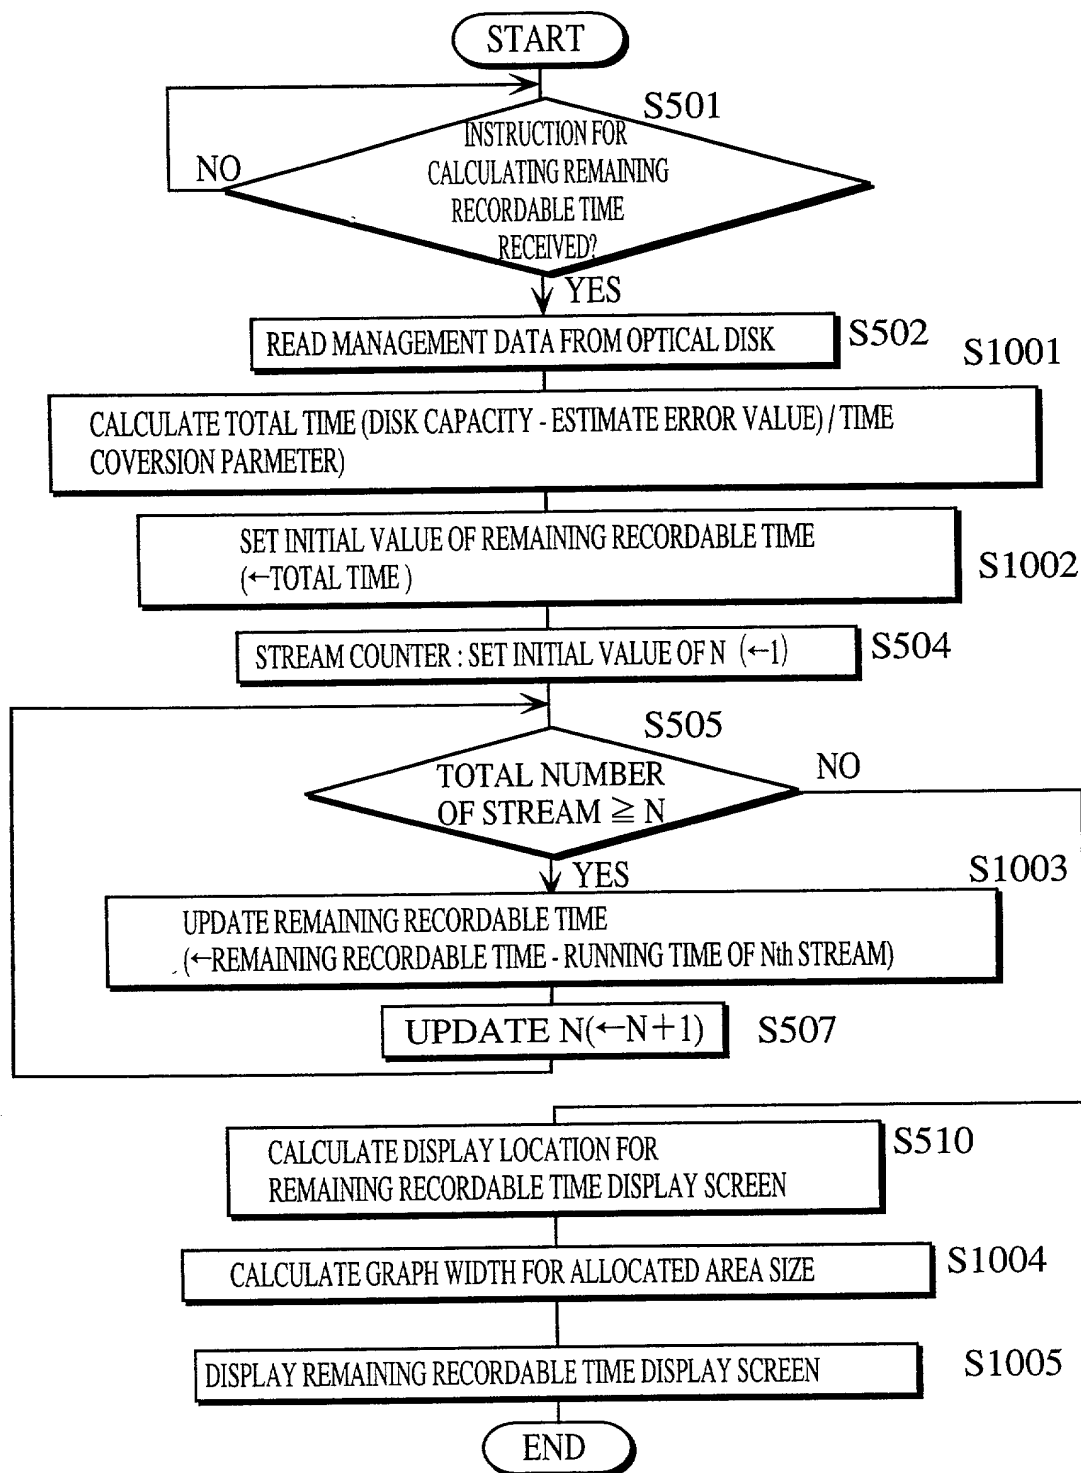 START
S501
INSTRUCTION FOR
CALCULATING REMAINING
RECORDABLE TIME
RECEIVED?
NO
YES
READ MANAGEMENT DATA FROM OPTICAL DISK
S502
S1001
CALCULATE TOTAL TIME (DISK CAPACITY - ESTIMATE ERROR VALUE) / TIME
COVERSION PARMETER)
SET INITIAL VALUE OF REMAINING RECORDABLE TIME
(←TOTAL TIME )
S1002
STREAM COUNTER : SET INITIAL VALUE OF N (←1)
S504
S505
TOTAL NUMBER
OF STREAM ≧ N
NO
YES
S1003
UPDATE REMAINING RECORDABLE TIME
(←REMAINING RECORDABLE TIME - RUNNING TIME OF Nth STREAM)
UPDATE N(←N+1)
S507
CALCULATE DISPLAY LOCATION FOR
REMAINING RECORDABLE TIME DISPLAY SCREEN
S510
CALCULATE GRAPH WIDTH FOR ALLOCATED AREA SIZE
S1004
DISPLAY REMAINING RECORDABLE TIME DISPLAY SCREEN
S1005
END